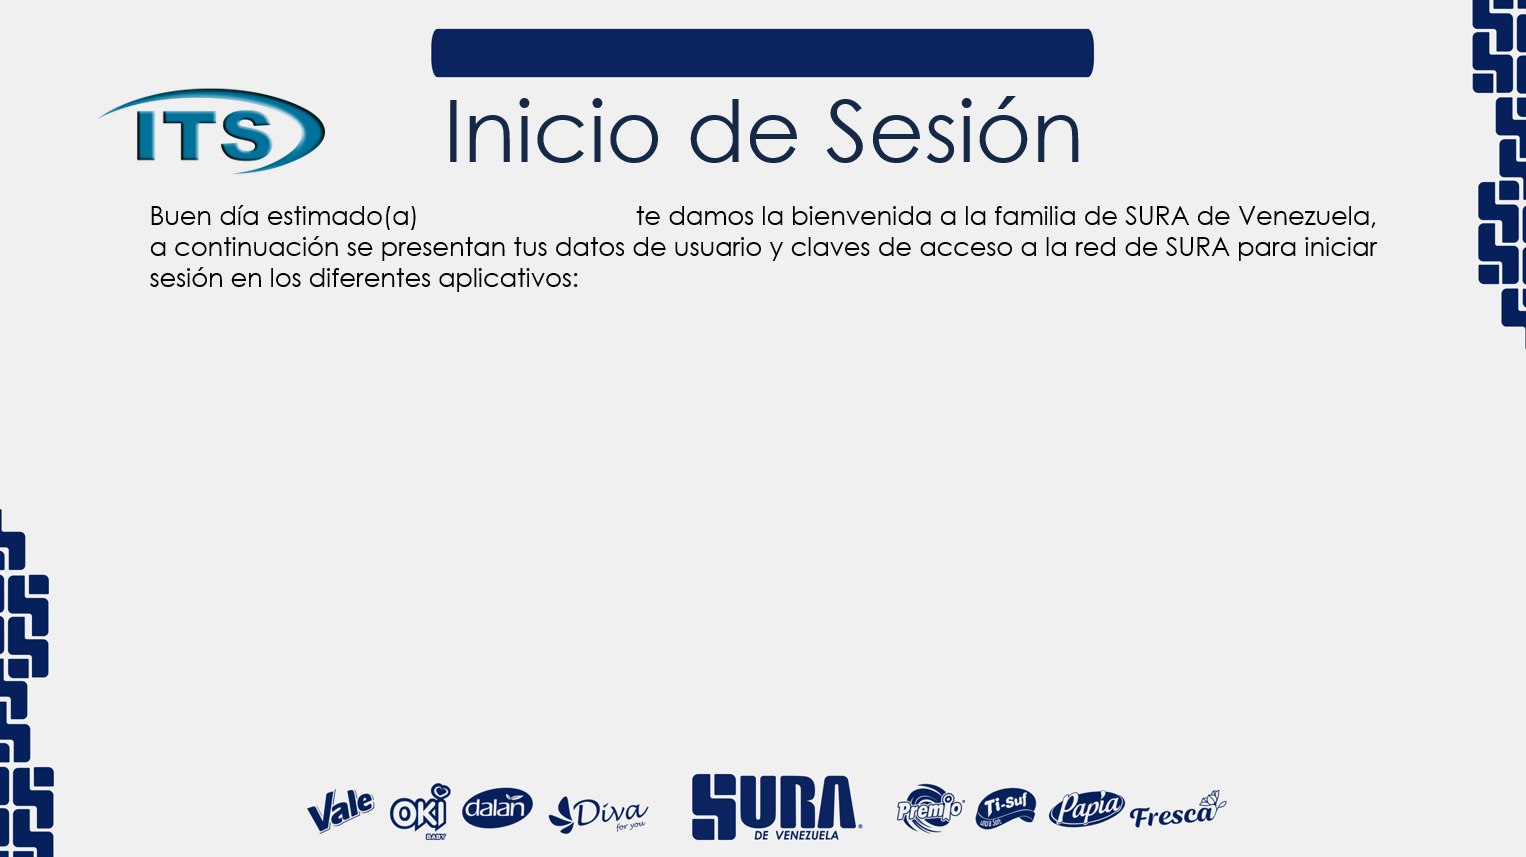 ITS
Inicio de Sesión
Buen día estimado(a) te damos la bienvenida a la familia de SURA de Venezuela,
a continuación se presentan tus datos de usuario y claves de acceso a la red de SURA para iniciar
sesión en los diferentes aplicativos:
Vale
OKi
BABY
dalan
Diva
for you
SURA
DE VENEZUELA
Premio
Ti-Suf
Ultra Soft
Papia
Fresca